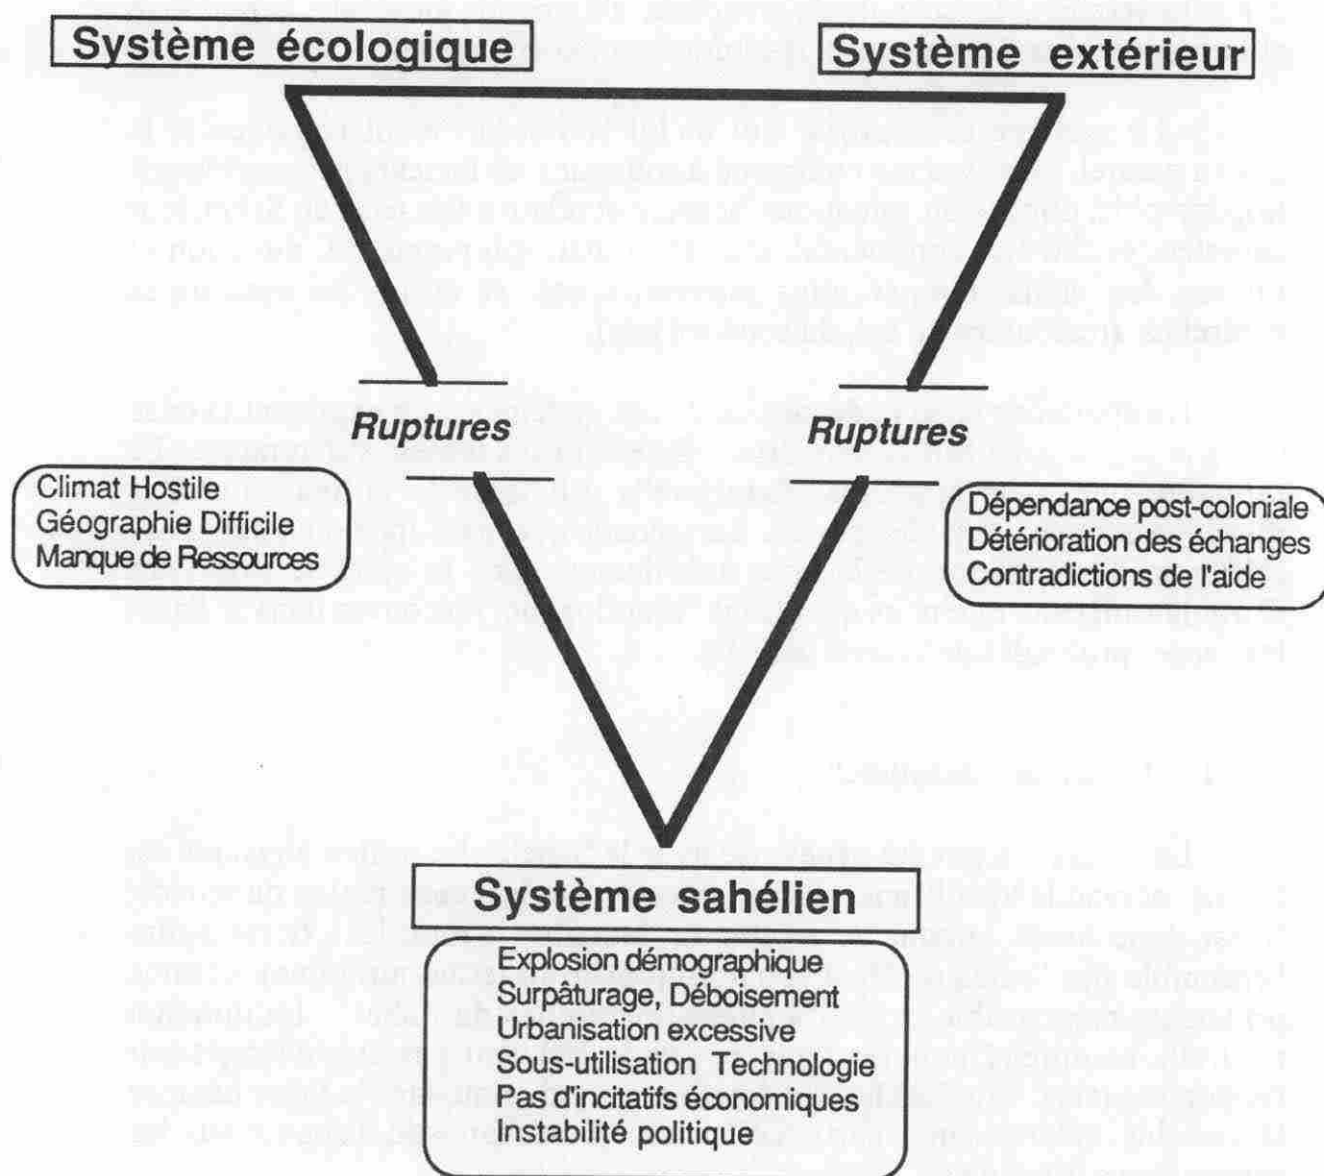 Système écologique
Système extérieur
Ruptures
Ruptures
Climat Hostile
Géographie Difficile
Manque de Ressources
Dépendance post-coloniale
Détérioration des échanges
Contradictions de l'aide
Système sahélien
Explosion démographique
Surpâturage, Déboisement
Urbanisation excessive
Sous-utilisation Technologie
Pas d'incitatifs économiques
Instabilité politique